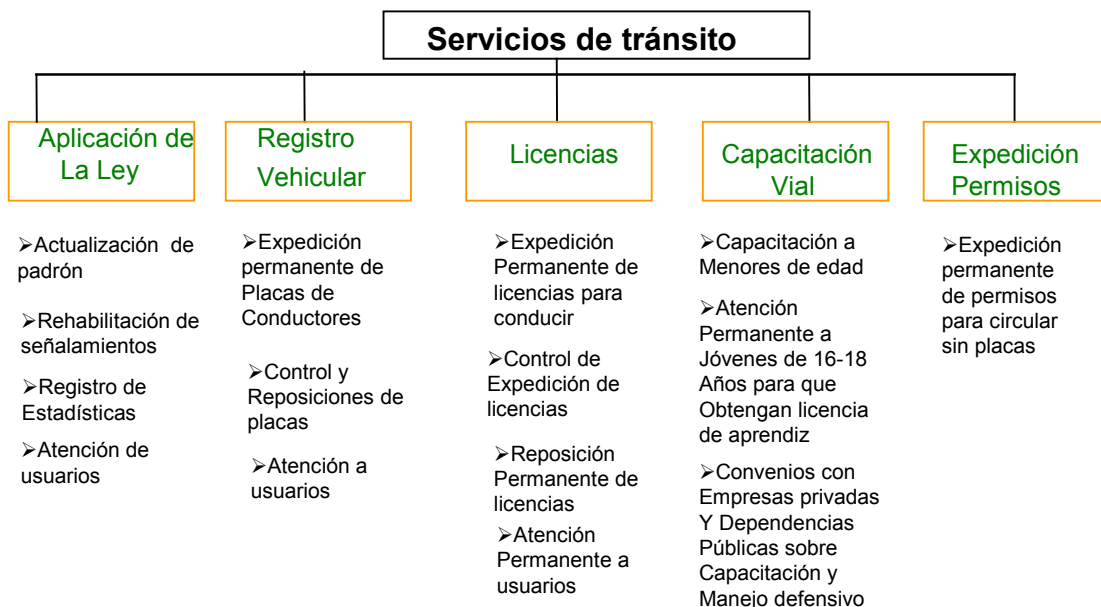 Servicios de tránsito
Aplicación de
La Ley
➢Actualización de
padrón
➢Rehabilitación de
señalamientos
➢Registro de
Estadísticas
➢Atención de
usuarios
Registro
Vehicular
➢Expedición
permanente de
Placas de
Conductores
➢Control y
Reposiciones de
placas
➢Atención a
usuarios
Licencias
➢Expedición
Permanente de
licencias para
conducir
➢Control de
Expedición de
licencias
➢Reposición
Permanente de
licencias
➢Atención
Permanente a
usuarios
Capacitación
Vial
➢Capacitación a
Menores de edad
➢Atención
Permanente a
Jóvenes de 16-18
Años para que
Obtengan licencia
de aprendiz
➢Convenios con
Empresas privadas
Y Dependencias
Públicas sobre
Capacitación y
Manejo defensivo
Expedición
Permisos
➢Expedición
permanente
de permisos
para circular
sin placas